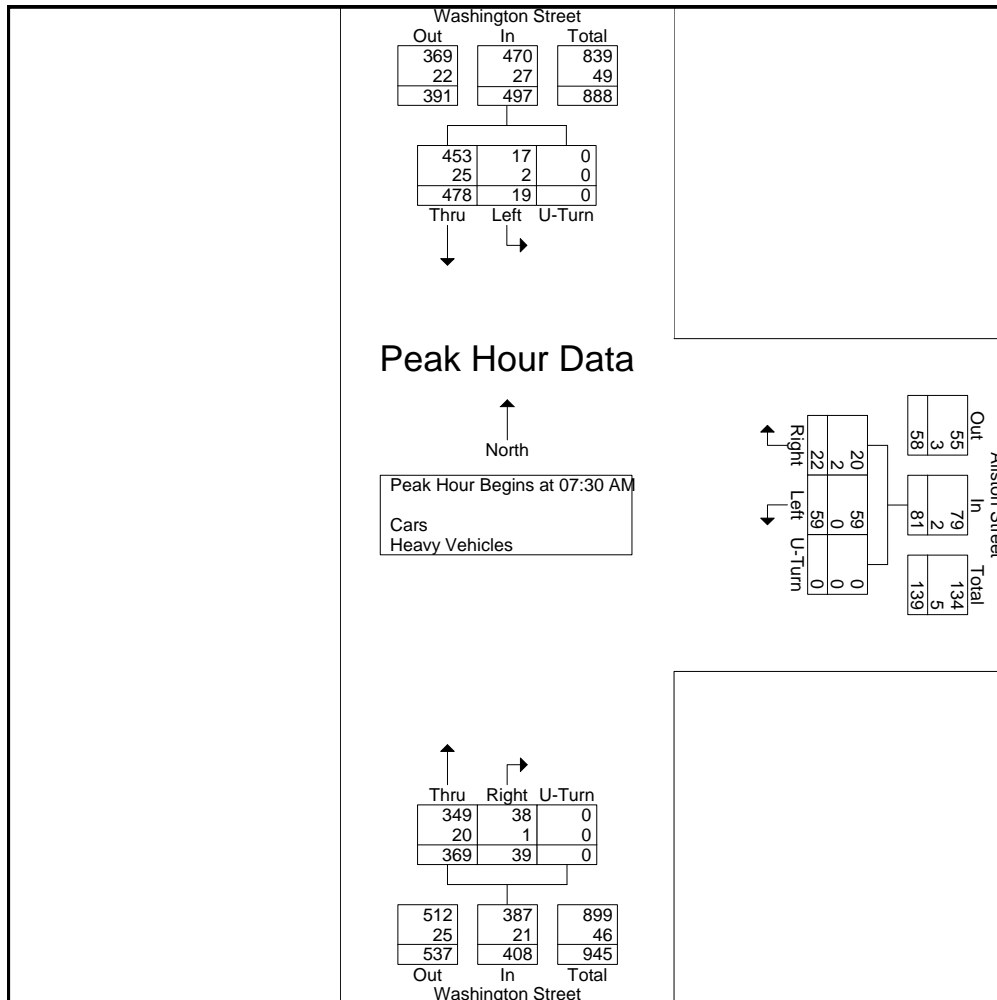 Washington Street
Out In Total
369 470 839
22 27 49
391 497 888
453 17 0
25 2 0
478 19 0
Thru Left U-Turn
Peak Hour Data
North
Peak Hour Begins at 07:30 AM
Cars
Heavy Vehicles
Right Left U-Turn
20 59 0
2 0 0
22 59 0
Allston Street
Out In Total
55 79 134
3 2 5
58 81 139
Thru Right U-Turn
349 38 0
20 1 0
369 39 0
512 387 899
25 21 46
537 408 945
Out In Total
Washington Street